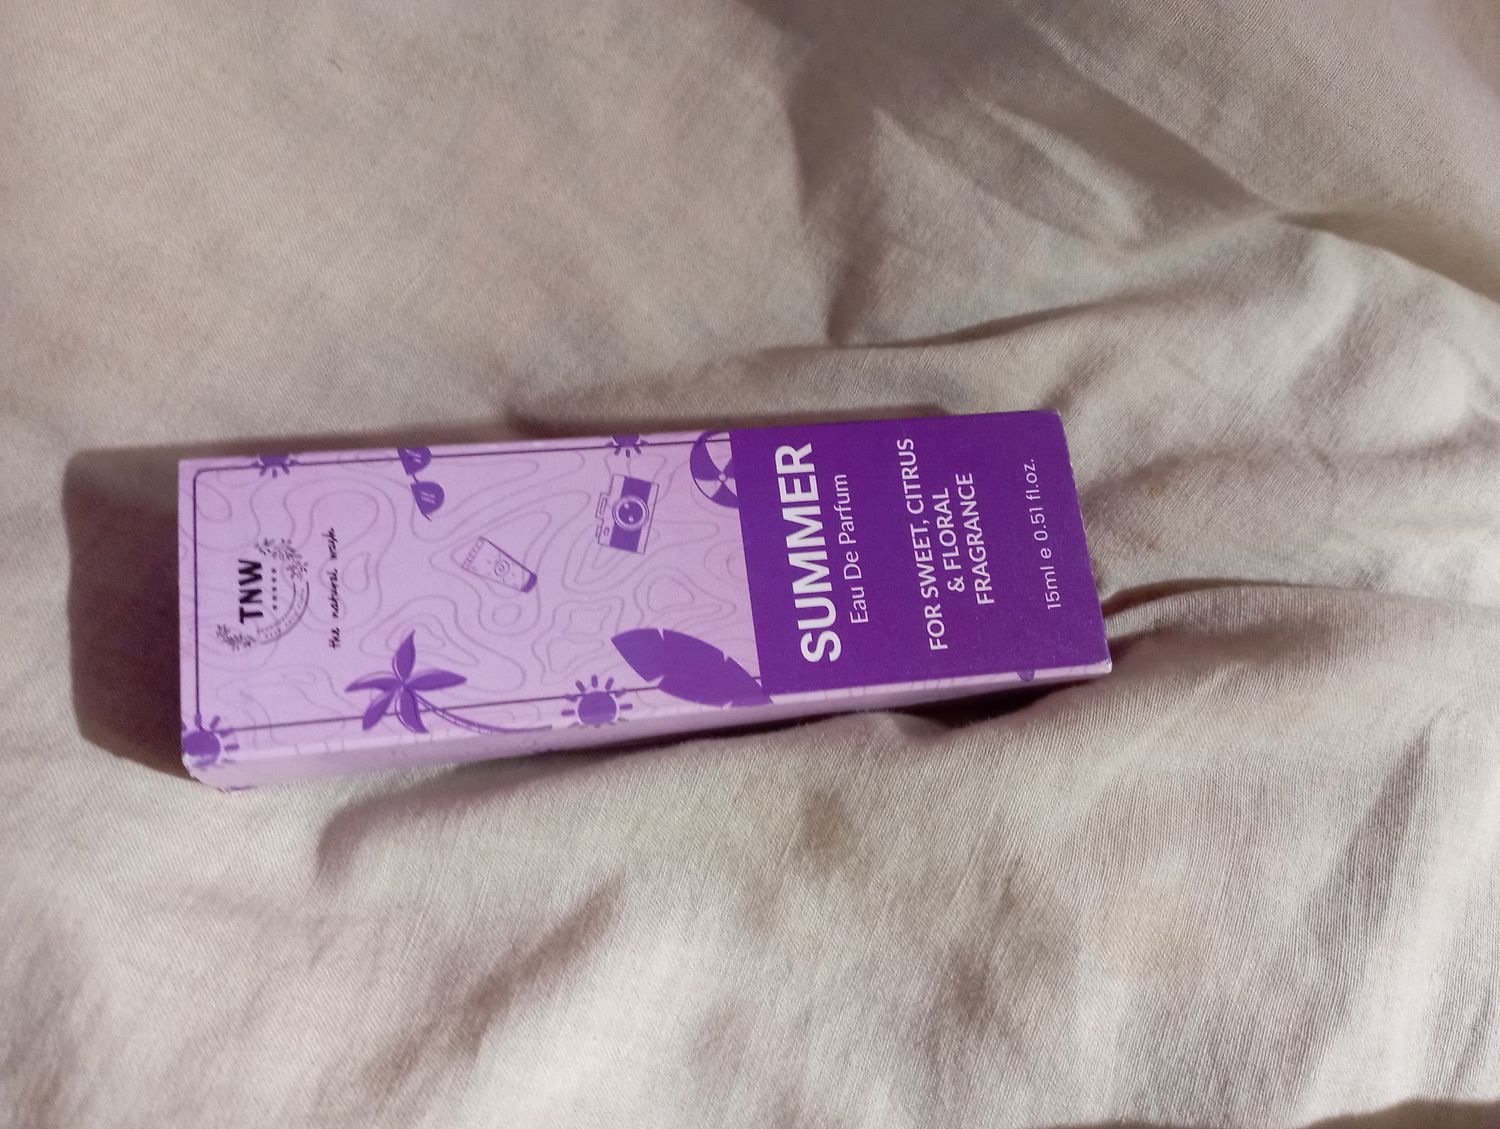 TNW
the natural wash
SUMMER
Eau De Parfum
FOR SWEET, CITRUS
& FLORAL
FRAGRANCE
15ml e 0.51 fl.oz.